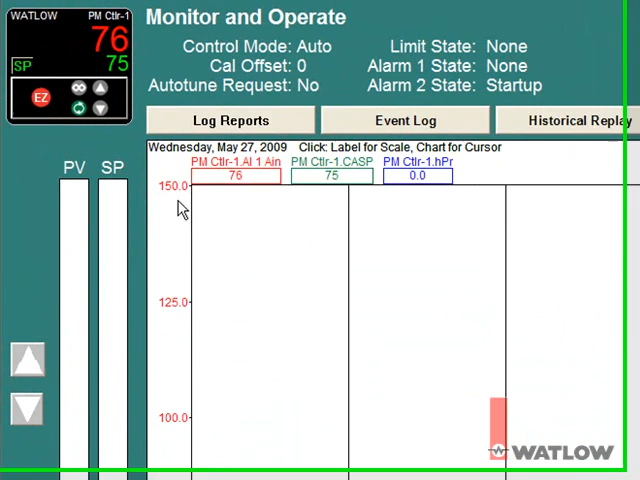 WATLOW PM Ctlr-1
76
SP 75
EZ
Monitor and Operate
Control Mode: Auto Limit State: None
Cal Offset: 0 Alarm 1 State: None
Autotune Request: No Alarm 2 State: Startup
Log Reports Event Log Historical Replay
Wednesday, May 27, 2009 Click: Label for Scale, Chart for Cursor
PM Ctlr-1.AI 1 Ain PM Ctlr-1.CASP PM Ctlr-1.hPr
76 75 0.0
PV SP
150.0
125.0
100.0
WATLOW